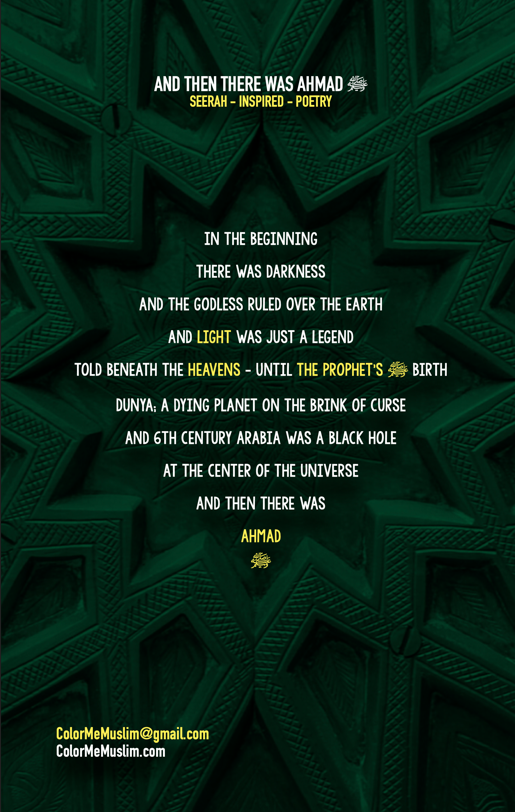 AND THEN THERE WAS AHMAD ﷺ
SEERAH - INSPIRED - POETRY
IN THE BEGINNING
THERE WAS DARKNESS
AND THE GODLESS RULED OVER THE EARTH
AND LIGHT WAS JUST A LEGEND
TOLD BENEATH THE HEAVENS - UNTIL THE PROPHET'S ﷺ BIRTH
DUNYA; A DYING PLANET ON THE BRINK OF CURSE
AND 6TH CENTURY ARABIA WAS A BLACK HOLE
AT THE CENTER OF THE UNIVERSE
AND THEN THERE WAS
AHMAD
ﷺ
ColorMeMuslim@gmail.com
ColorMeMuslim.com